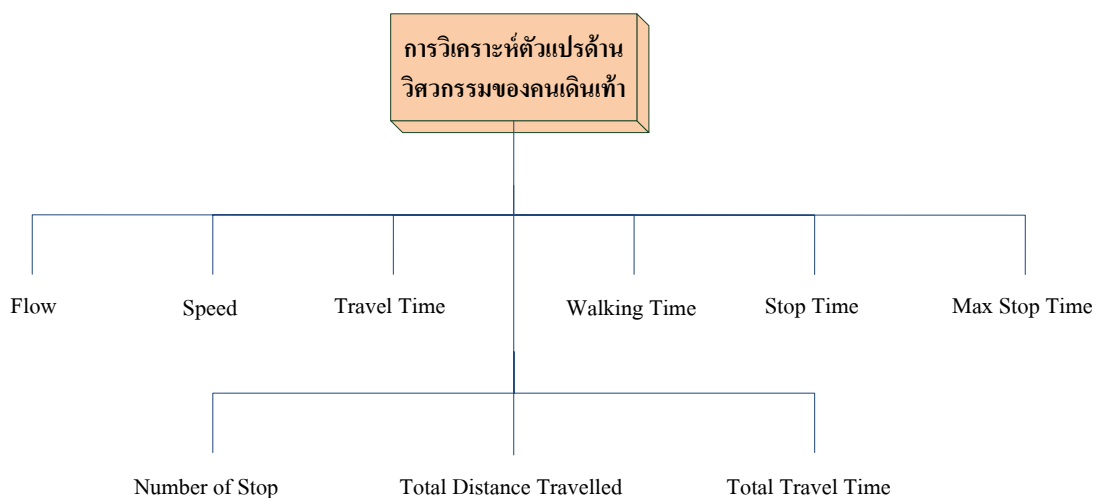 การวิเคราะห์ตัวแปรด้าน
วิศวกรรมของคนเดินเท้า
Flow
Speed
Travel Time
Walking Time
Stop Time
Max Stop Time
Number of Stop
Total Distance Travelled
Total Travel Time